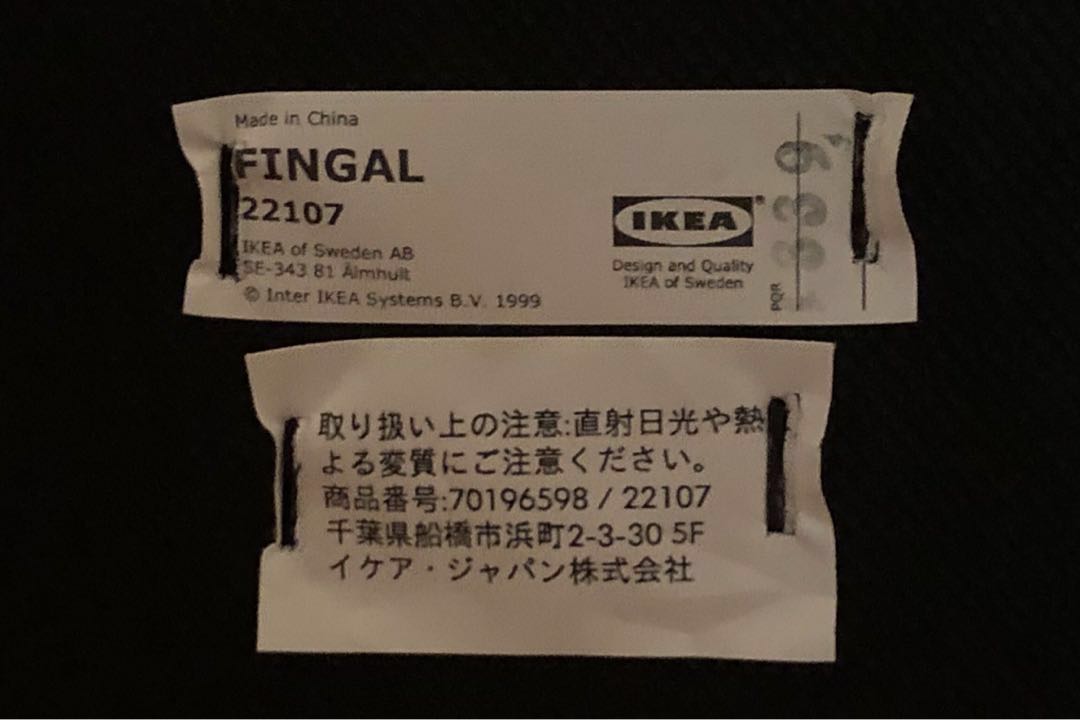 Made in China
FINGAL
22107
IKEA of Sweden AB
SE-343 81 Älmhult
© Inter IKEA Systems B.V. 1999
IKEA®
Design and Quality
IKEA of Sweden
PQR
取り扱い上の注意:直射日光や熱
よる変質にご注意ください。
商品番号:70196598 / 22107
千葉県船橋市浜町2-3-30 5F
イケア・ジャパン株式会社